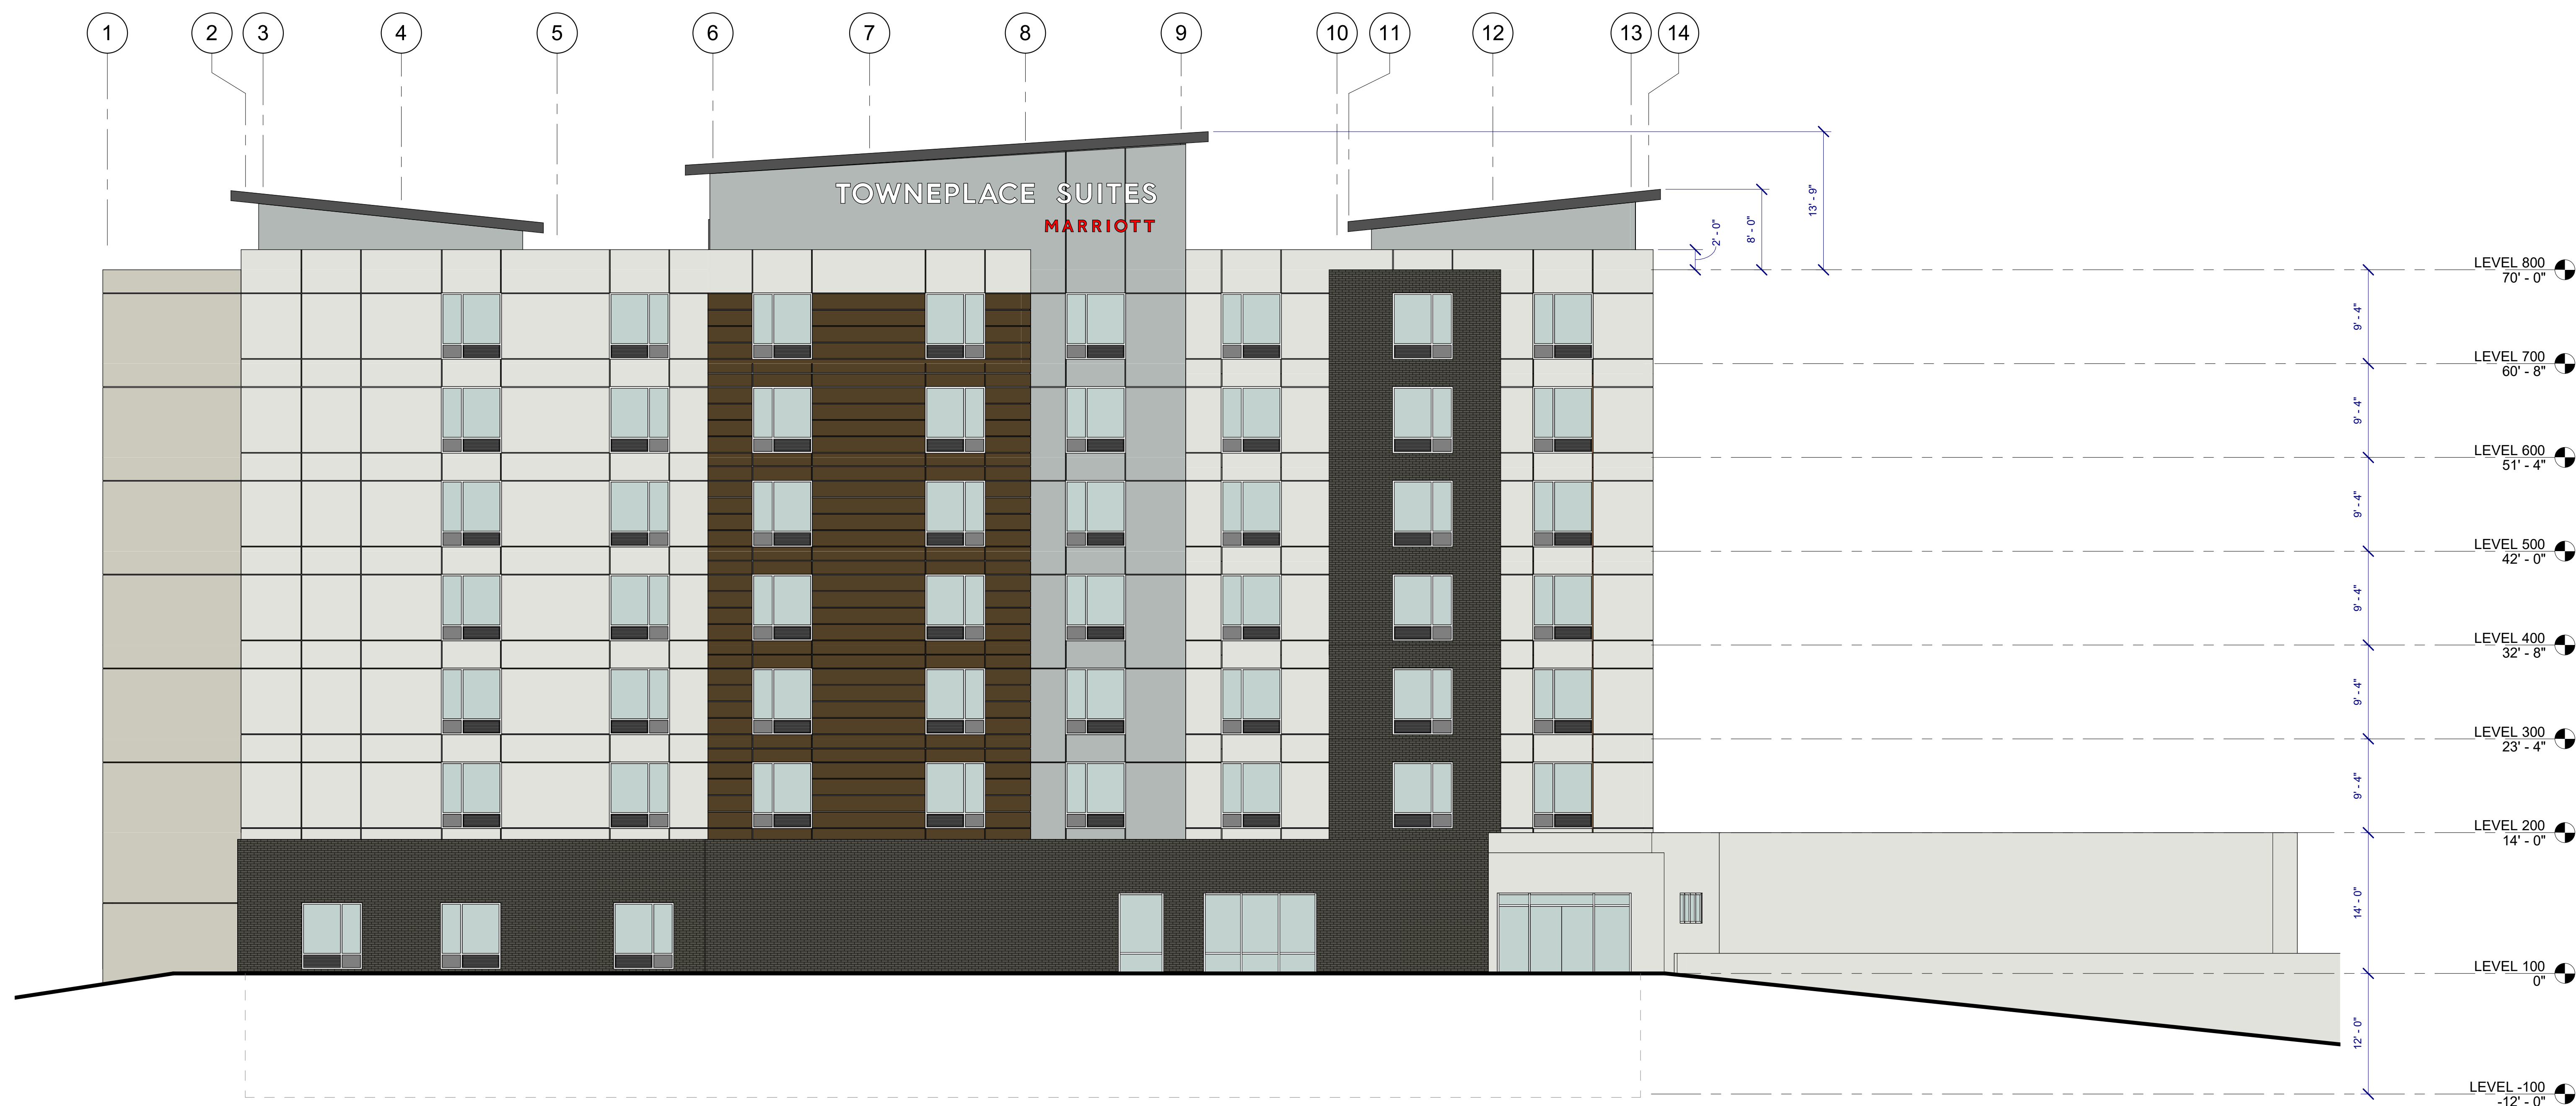 1 2 3 4 5 6 7 8 9 10 11 12 13 14
TOWNEPLACE SUITES
MARRIOTT
2' - 0"
8' - 0"
13' - 9"
LEVEL 800
70' - 0"
9' - 4"
LEVEL 700
60' - 8"
9' - 4"
LEVEL 600
51' - 4"
9' - 4"
LEVEL 500
42' - 0"
9' - 4"
LEVEL 400
32' - 8"
9' - 4"
LEVEL 300
23' - 4"
9' - 4"
LEVEL 200
14' - 0"
14' - 0"
LEVEL 100
0"
12' - 0"
LEVEL -100
-12' - 0"